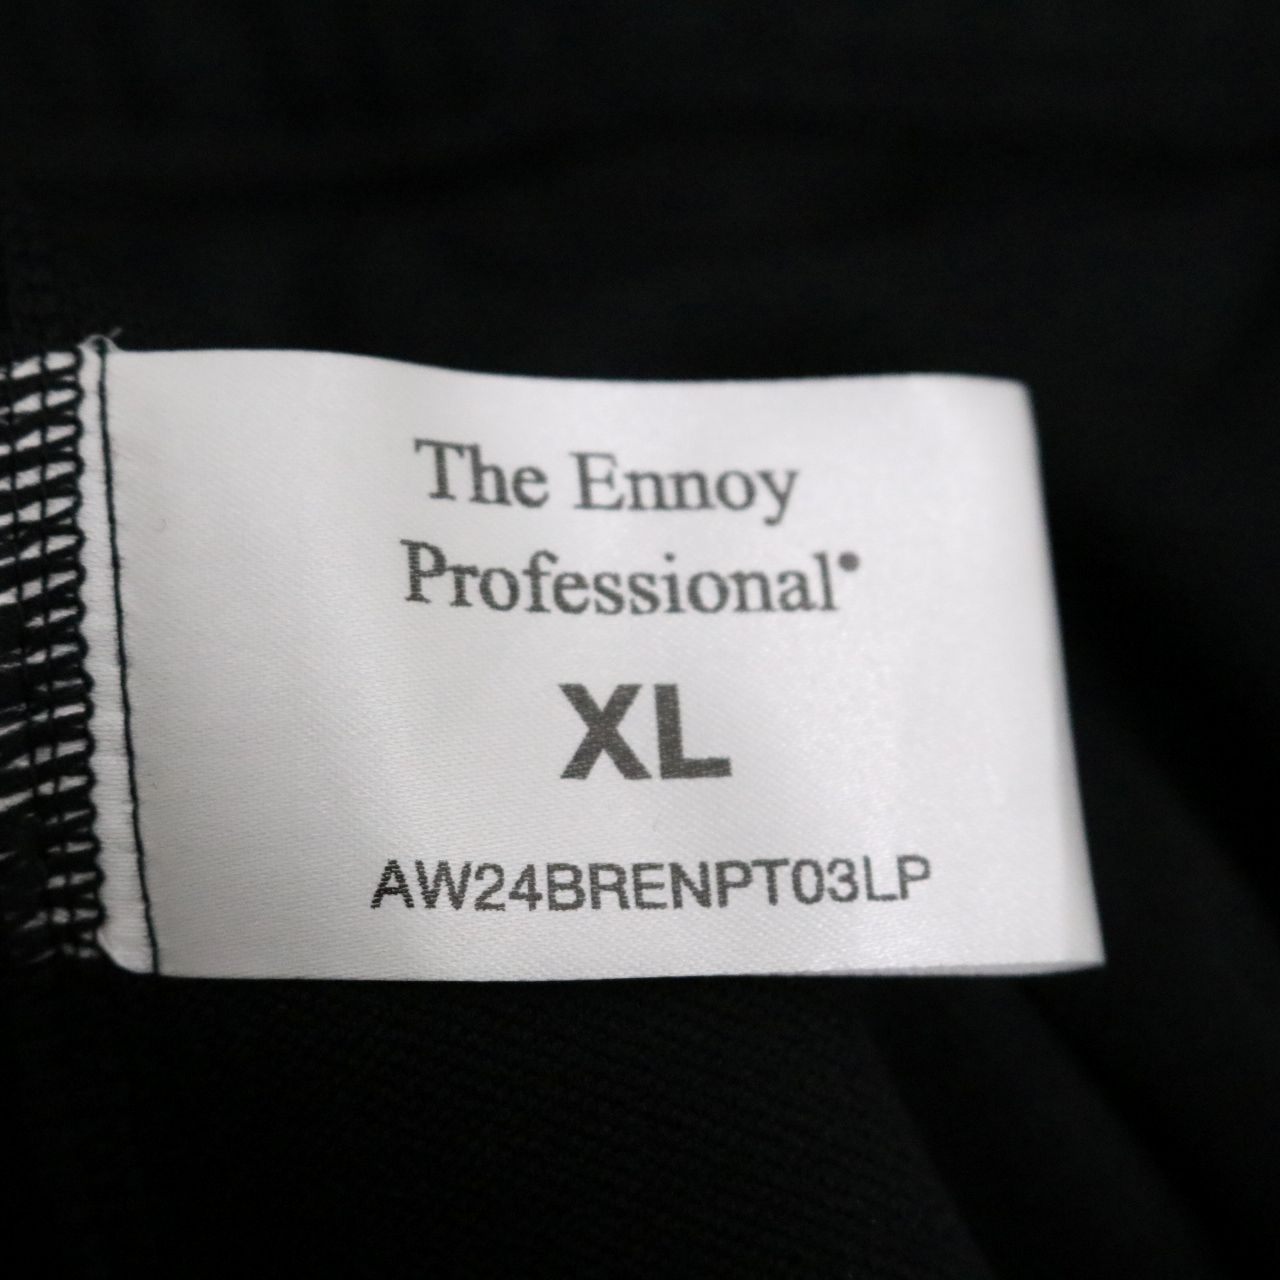 The Ennoy
Professional®
XL
AW24BRENPT03LP